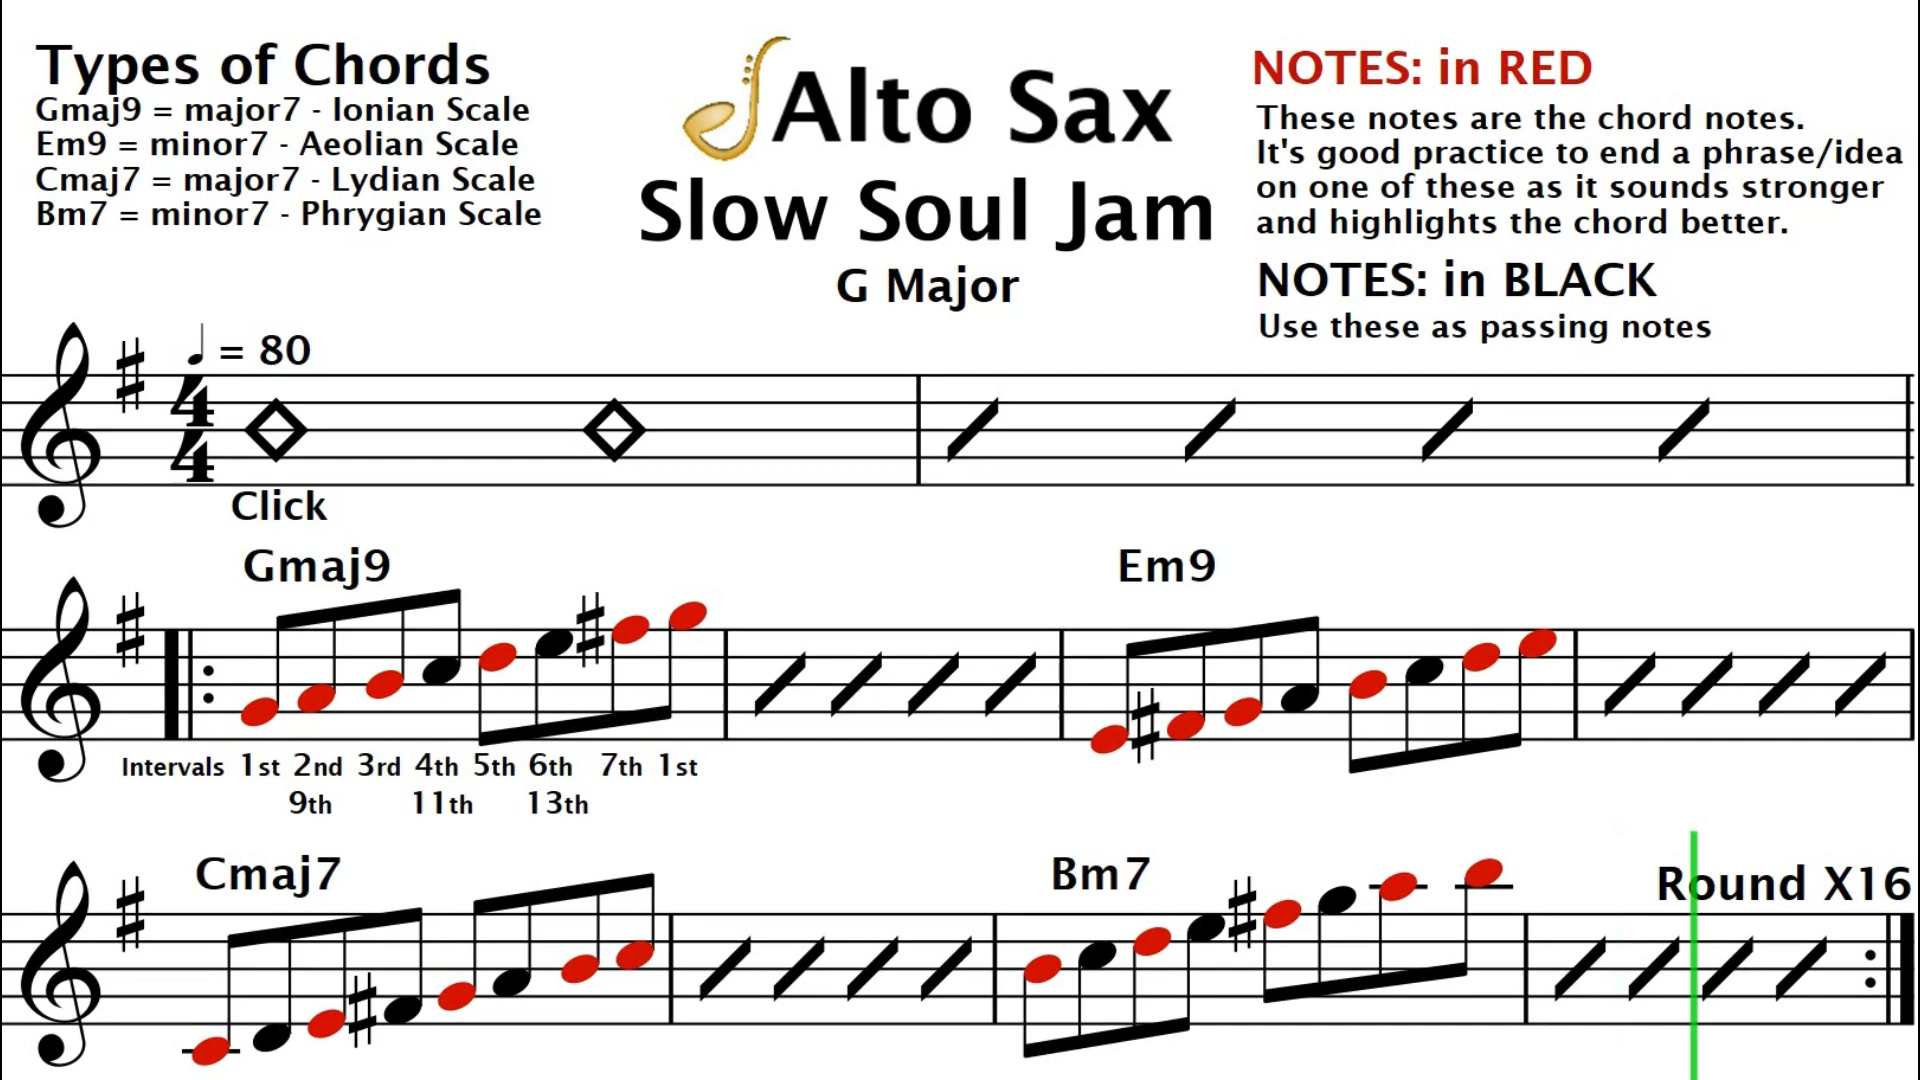 Types of Chords
Gmaj9 = major7 - Ionian Scale
Em9 = minor7 - Aeolian Scale
Cmaj7 = major7 - Lydian Scale
Bm7 = minor7 - Phrygian Scale
Alto Sax
Slow Soul Jam
G Major
NOTES: in RED
These notes are the chord notes.
It's good practice to end a phrase/idea
on one of these as it sounds stronger
and highlights the chord better.
NOTES: in BLACK
Use these as passing notes
= 80
4
4
Click
Gmaj9 Em9
Intervals 1st 2nd 3rd 4th 5th 6th 7th 1st
9th 11th 13th
Cmaj7 Bm7 Round X16